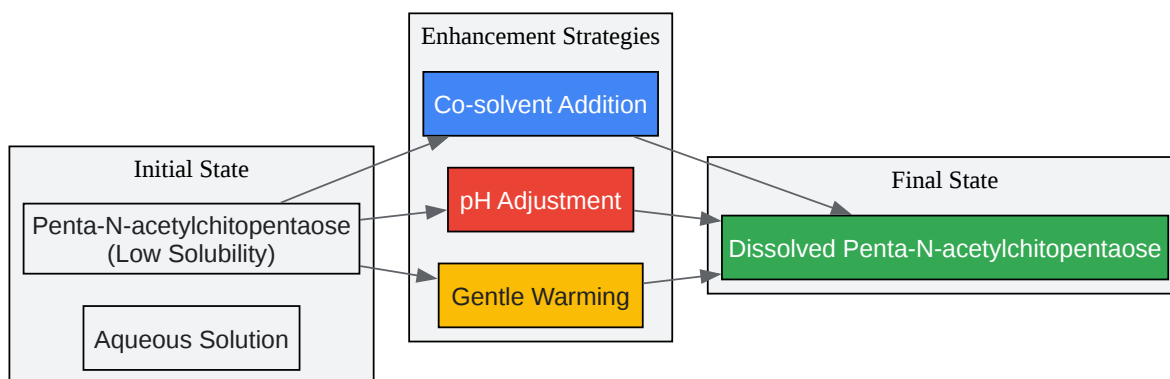 Enhancement Strategies
Co-solvent Addition
Initial State
Penta-N-acetylchitopentaose
(Low Solubility)
pH Adjustment
Final State
Dissolved Penta-N-acetylchitopentaose
Gentle Warming
Aqueous Solution